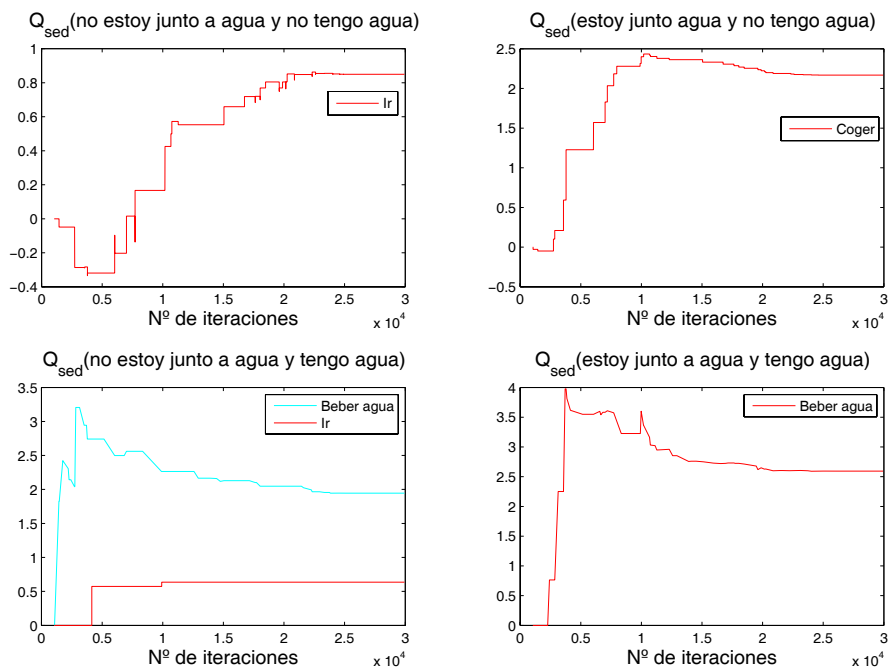 Q_sed(no estoy junto a agua y no tengo agua)
1
0.8
0.6
0.4
0.2
0
−0.2
−0.4
Ir
0 0.5 1 1.5 2 2.5 3
Nº de iteraciones
x 10^4
Q_sed(estoy junto agua y no tengo agua)
2.5
2
1.5
1
0.5
0
−0.5
Coger
0 0.5 1 1.5 2 2.5 3
Nº de iteraciones
x 10^4
Q_sed(no estoy junto a agua y tengo agua)
3.5
3
2.5
2
1.5
1
0.5
0
Beber agua
Ir
0 0.5 1 1.5 2 2.5 3
Nº de iteraciones
x 10^4
Q_sed(estoy junto a agua y tengo agua)
4
3.5
3
2.5
2
1.5
1
0.5
0
Beber agua
0 0.5 1 1.5 2 2.5 3
Nº de iteraciones
x 10^4